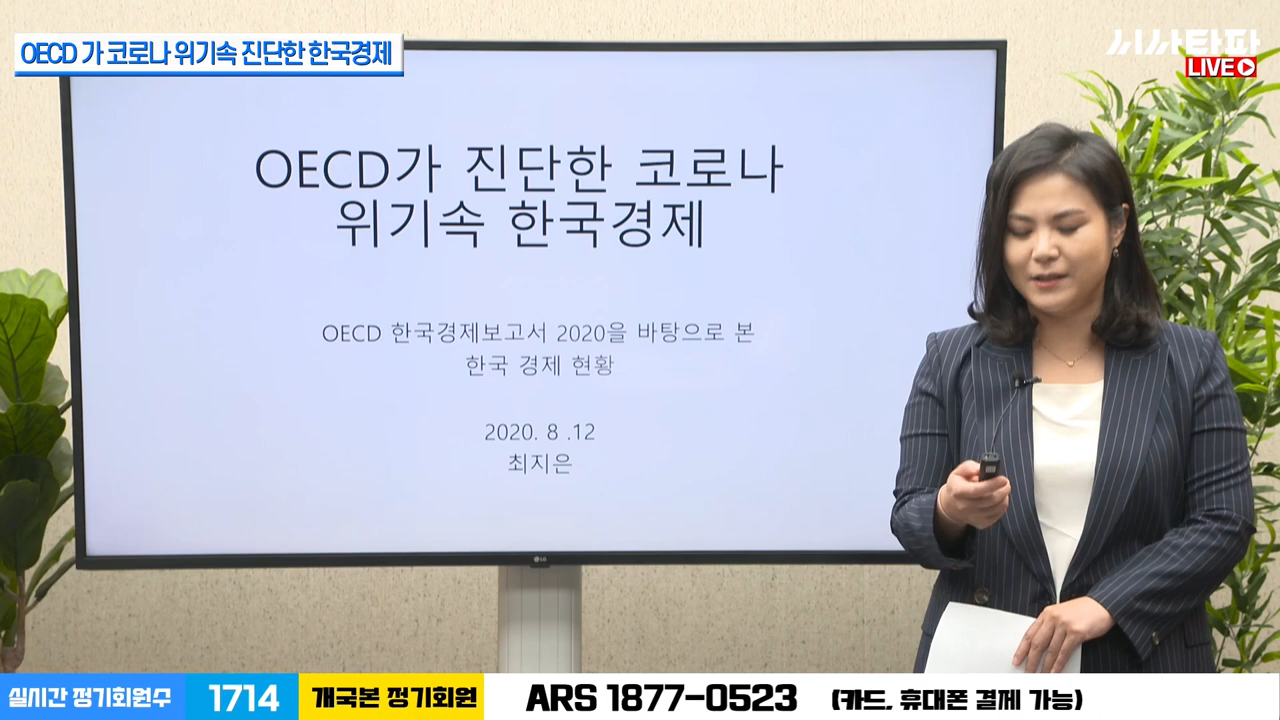 OECD 가 코로나 위기속 진단한 한국경제
시사타파
LIVE
OECD가 진단한 코로나
위기속 한국경제
OECD 한국경제보고서 2020을 바탕으로 본
한국 경제 현황
2020. 8 .12
최지은
LG
실시간 정기회원수 1714 개국본 정기회원 ARS 1877-0523 (카드, 휴대폰 결제 가능)